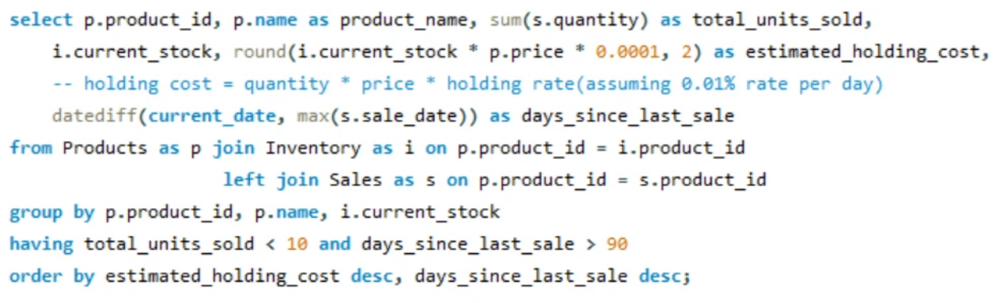 select p.product_id, p.name as product_name, sum(s.quantity) as total_units_sold,
i.current_stock, round(i.current_stock * p.price * 0.0001, 2) as estimated_holding_cost,
-- holding cost = quantity * price * holding rate(assuming 0.01% rate per day)
datediff(current_date, max(s.sale_date)) as days_since_last_sale
from Products as p join Inventory as i on p.product_id = i.product_id
left join Sales as s on p.product_id = s.product_id
group by p.product_id, p.name, i.current_stock
having total_units_sold < 10 and days_since_last_sale > 90
order by estimated_holding_cost desc, days_since_last_sale desc;